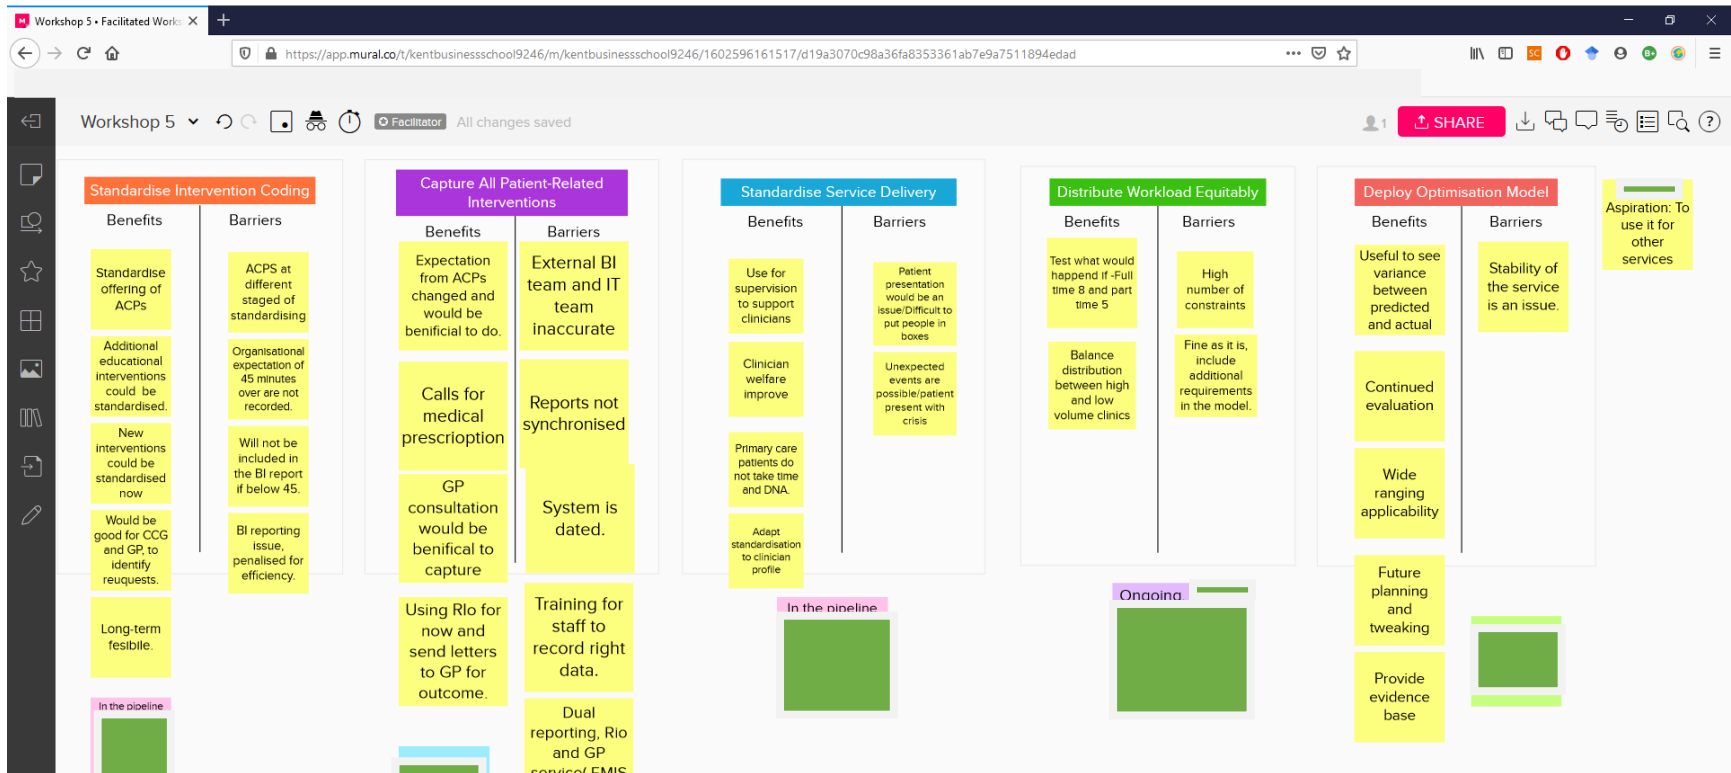 Workshop 5 • Facilitated Works
https://app.mural.co/t/kentbusinessschool9246/m/kentbusinessschool9246/1602596161517/d19a3070c98a36fa8353361ab7e9a7511894edad
Workshop 5
Facilitator
All changes saved
1
SHARE
Standardise Intervention Coding
Benefits
Barriers
Standardise
offering of
ACPs
Additional
educational
interventions
could be
standardised.
New
interventions
could be
standardised
now
Would be
good for CCG
and GP, to
identify
reuquests.
Long-term
fesibile.
In the pipeline
ACPS at
different
staged of
standardising
Organisational
expectation of
45 minutes
over are not
recorded.
Will not be
included in
the BI report
if below 45.
BI reporting
issue,
penalised for
efficiency.
Capture All Patient-Related
Interventions
Benefits
Barriers
Expectation
from ACPs
changed and
would be
benificial to do.
Calls for
medical
prescrioption
GP
consultation
would be
benifical to
capture
Using RIo for
now and
send letters
to GP for
outcome.
External BI
team and IT
team
inaccurate
Reports not
synchronised
System is
dated.
Training for
staff to
record right
data.
Dual
reporting, Rio
and GP
service/ EMIS
Standardise Service Delivery
Benefits
Barriers
Use for
supervision
to support
clinicians
Clinician
welfare
improve
Primary care
patients do
not take time
and DNA.
Adapt
standardisation
to clinician
profile
Patient
presentation
would be an
issue/Difficult to
put people in
boxes
Unexpected
events are
possible/patient
present with
crisis
In the pipeline
Distribute Workload Equitably
Benefits
Barriers
Test what would
happend if -Full
time 8 and part
time 5
Balance
distribution
between high
and low
volume clinics
High
number of
constraints
Fine as it is,
include
additional
requirements
in the model.
Ongoing
Deploy Optimisation Model
Benefits
Barriers
Useful to see
variance
between
predicted
and actual
Continued
evaluation
Wide
ranging
applicability
Future
planning
and
tweaking
Provide
evidence
base
Stability of
the service
is an issue.
Aspiration: To
use it for
other
services